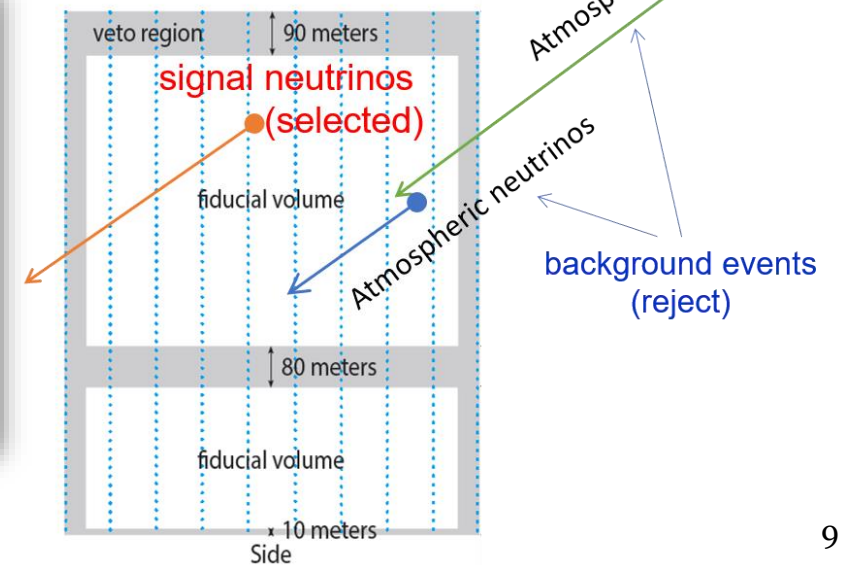 veto region
90 meters
signal neutrinos
(selected)
fiducial volume
Atmospheric neutrinos
background events
(reject)
80 meters
fiducial volume
10 meters
Side
9